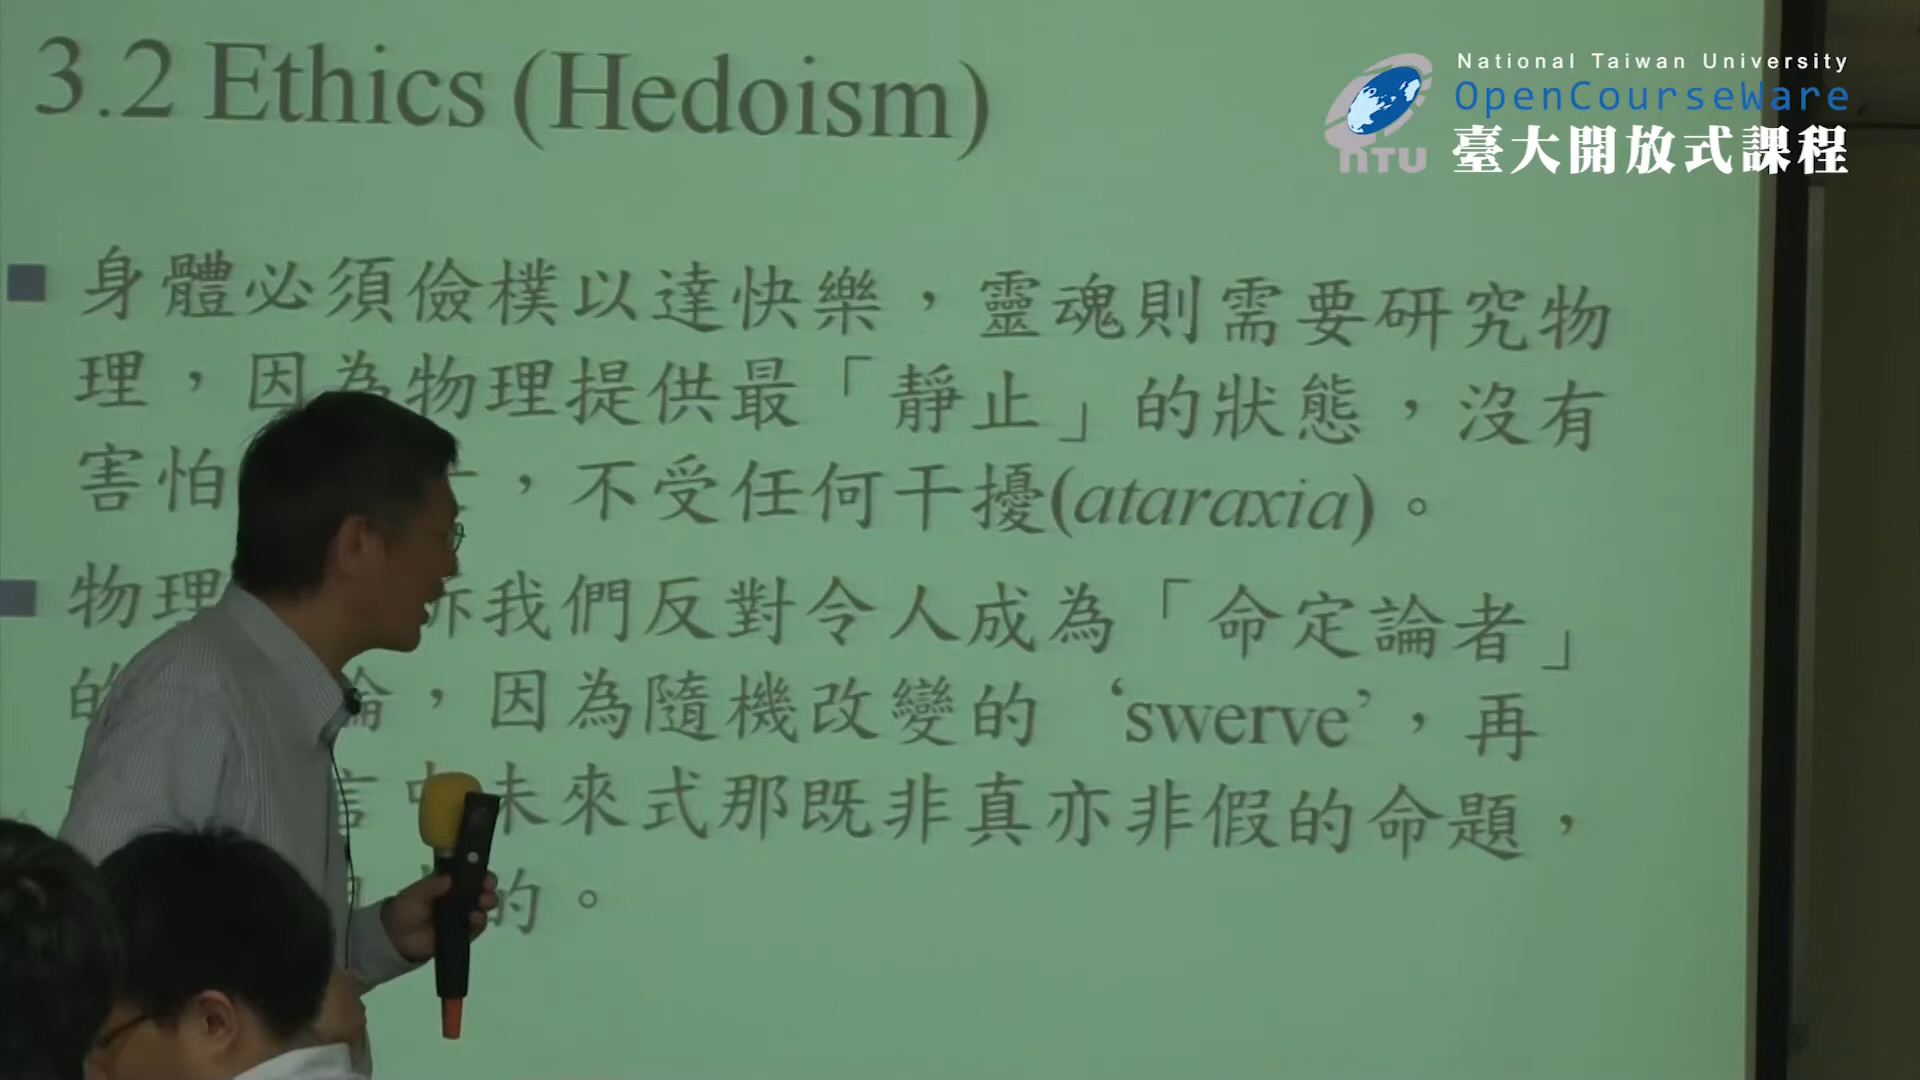 3.2 Ethics (Hedoism)
National Taiwan University
OpenCourseWare
臺大開放式課程
nTU
身體必須儉樸以達快樂，靈魂則需要研究物
理，因為物理提供最「靜止」的狀態，沒有
害怕，不受任何干擾(ataraxia)。
物理亦我們反對令人成為「命定論者」
的論，因為隨機改變的‘swerve’，再
言中未來式那既非真亦非假的命題，
的。